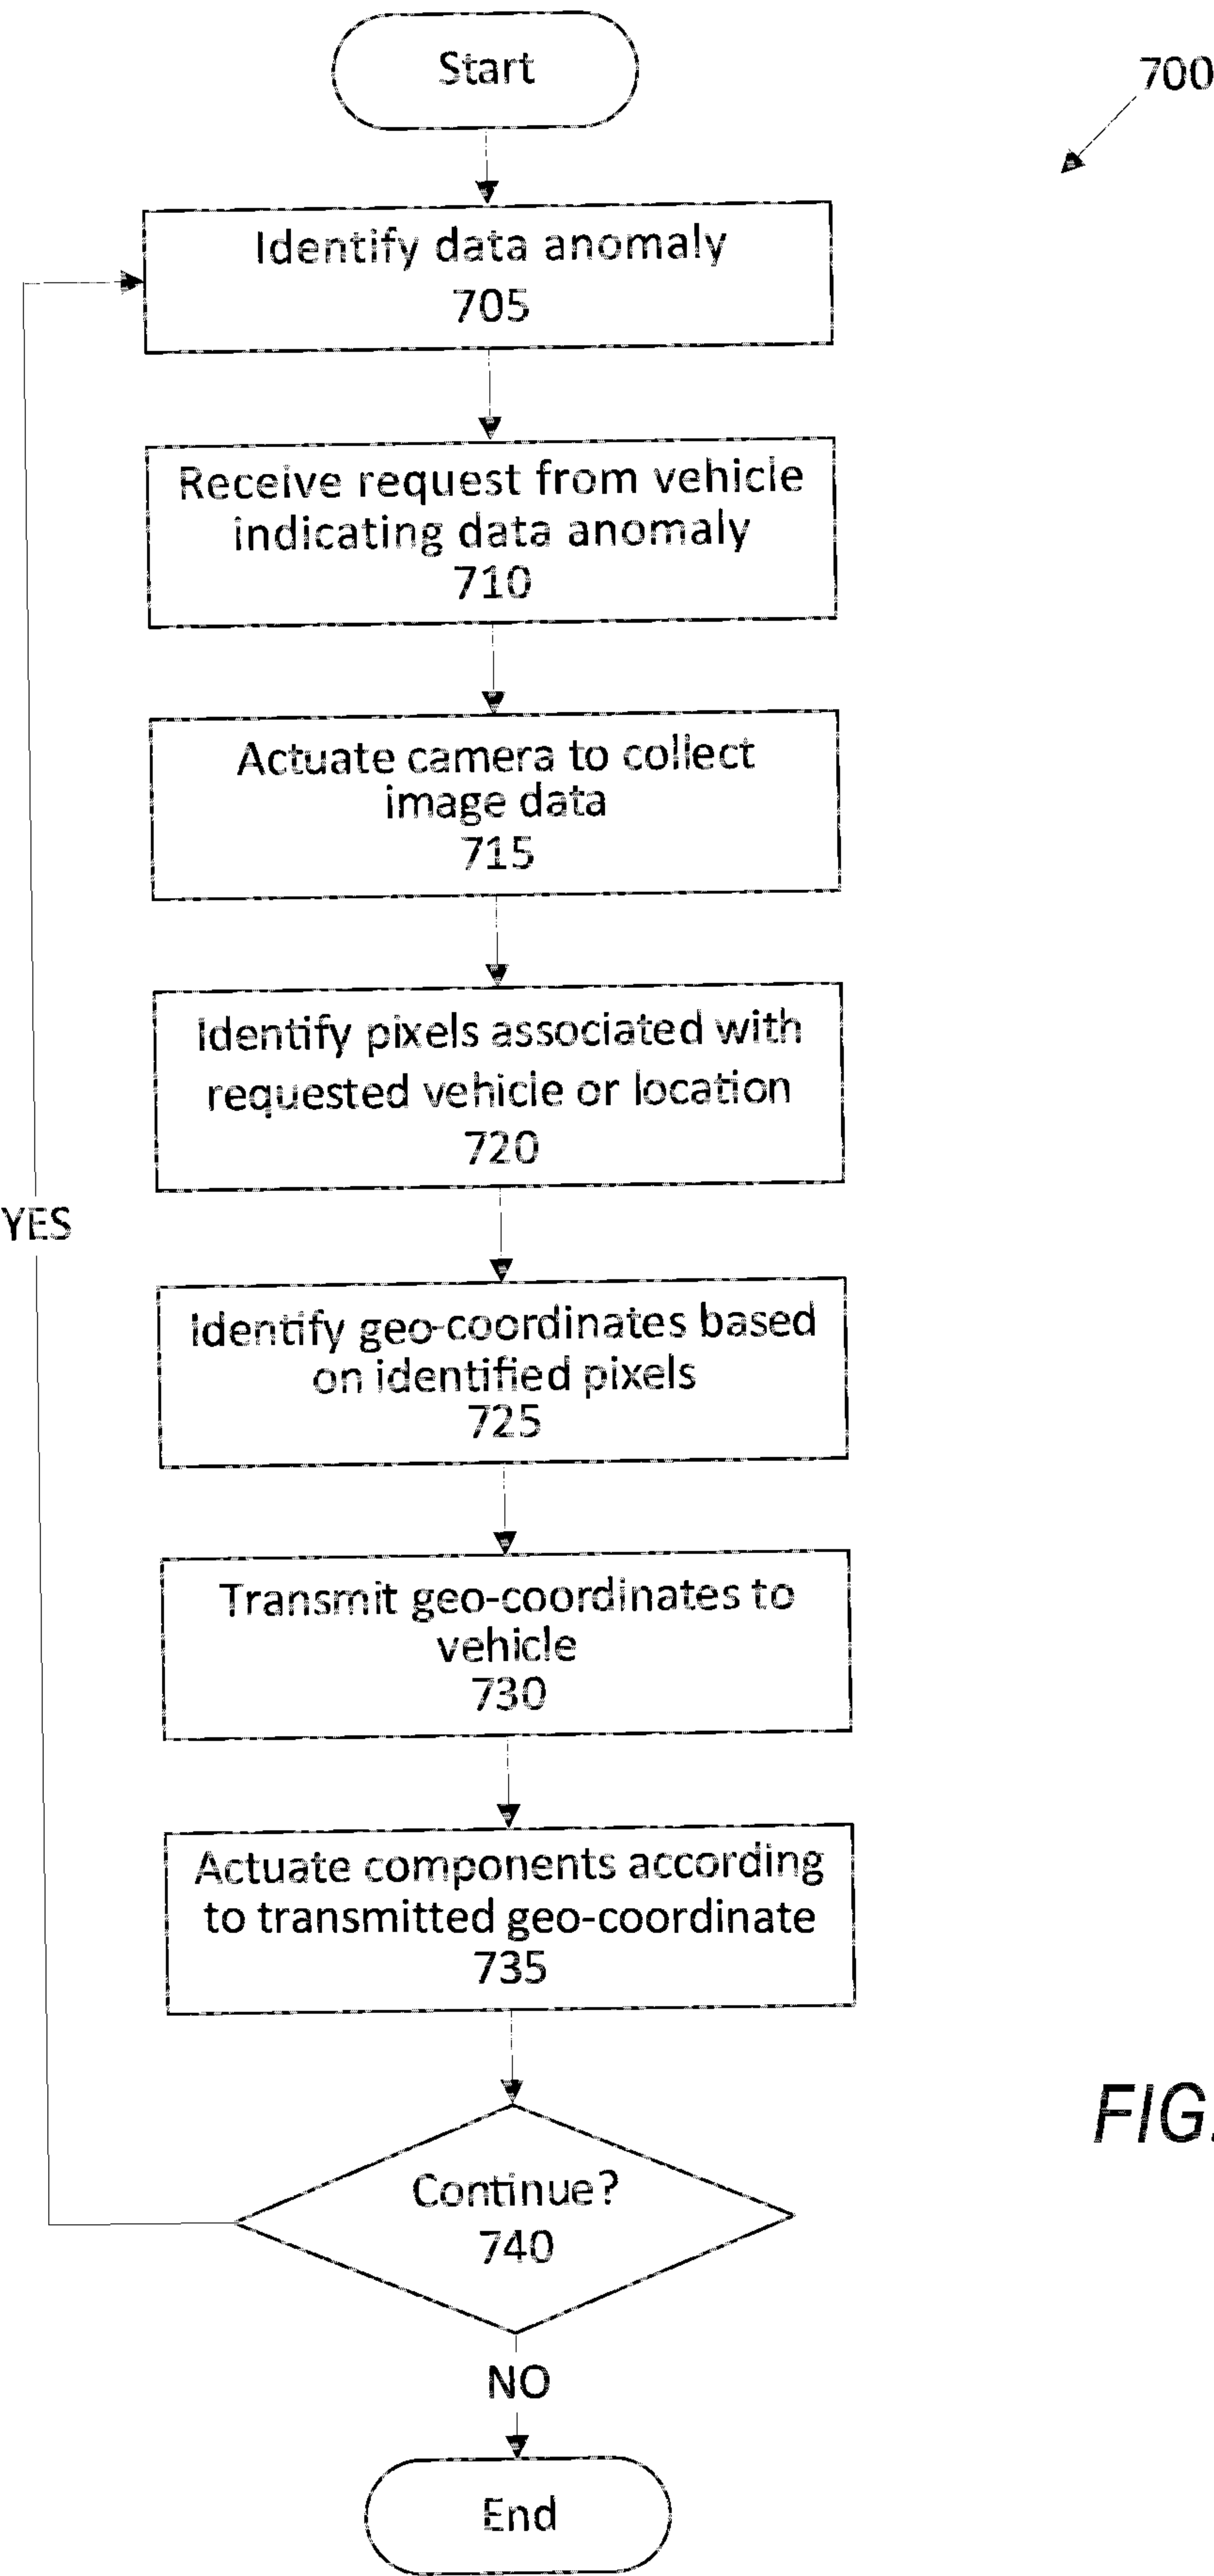 Start
700
Identify data anomaly
705
Receive request from vehicle
indicating data anomaly
710
Actuate camera to collect
image data
715
Identify pixels associated with
requested vehicle or location
720
YES
Identify geo-coordinates based
on identified pixels
725
Transmit geo-coordinates to
vehicle
730
Actuate components according
to transmitted geo-coordinate
735
FIG.
Continue?
740
NO
End